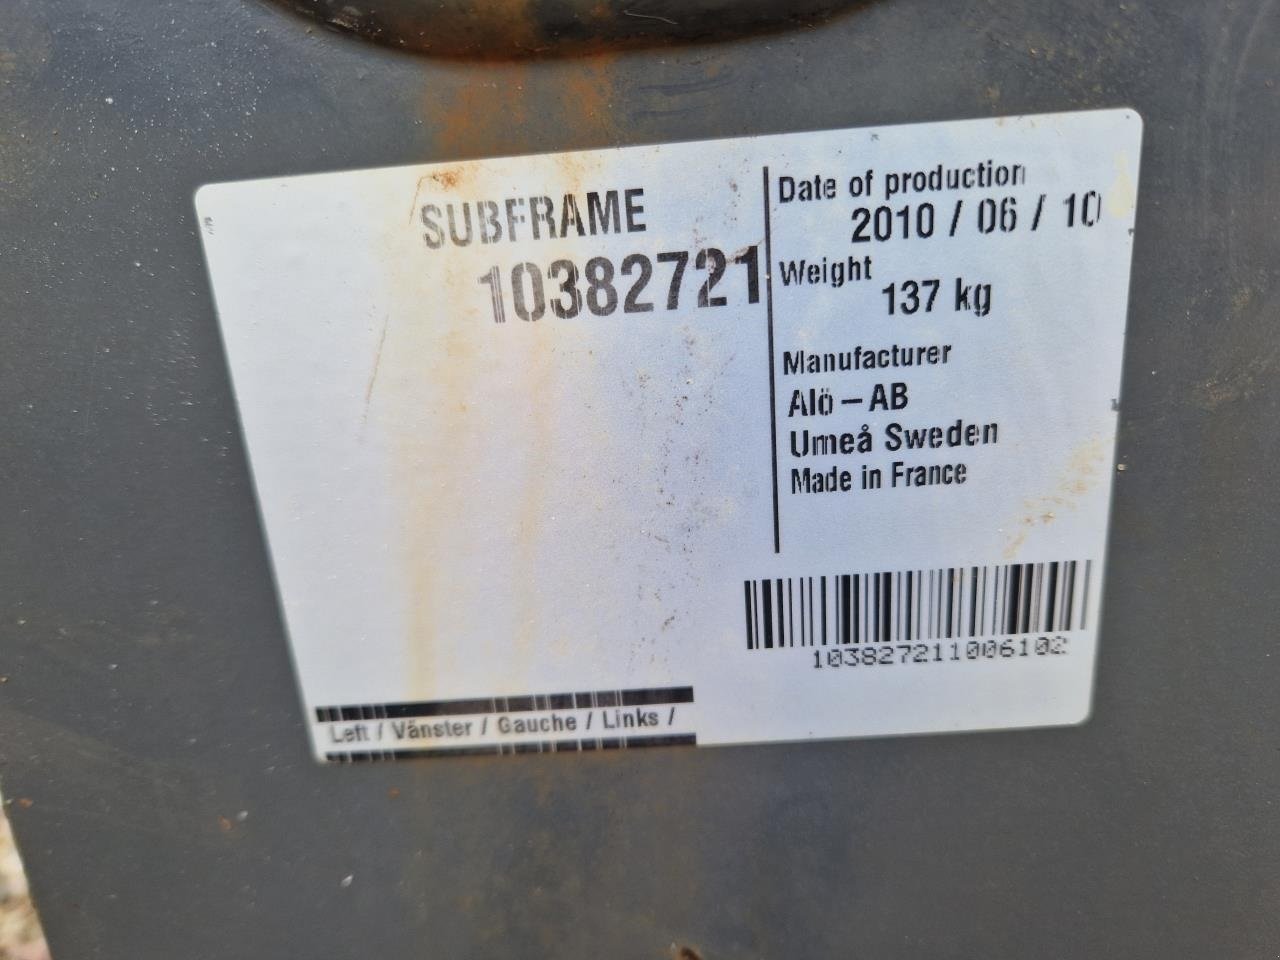 SUBFRAME
10382721
Date of production
2010 / 06 / 10
Weight
137 kg
Manufacturer
Alö – AB
Umeå Sweden
Made in France
103827211006102
Left / Vänster / Gauche / Links /